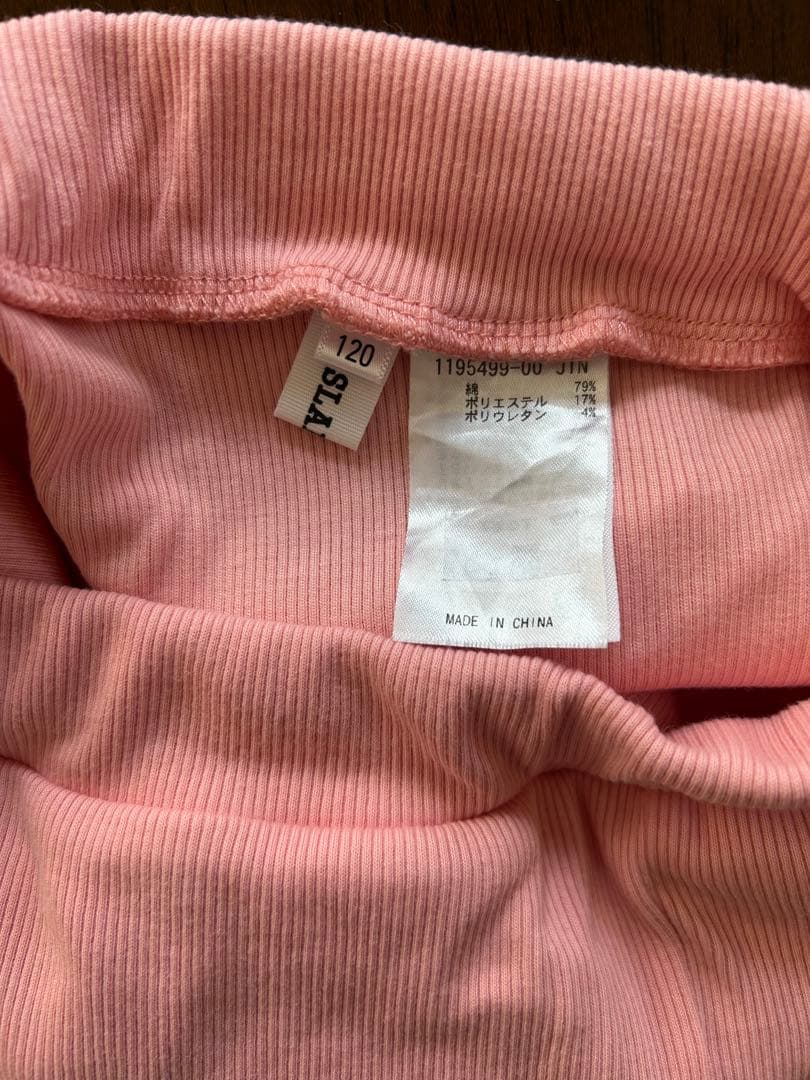 120
SLA
1195499-00 JIN
綿 79%
ポリエステル 17%
ポリウレタン 4%
MADE IN CHINA